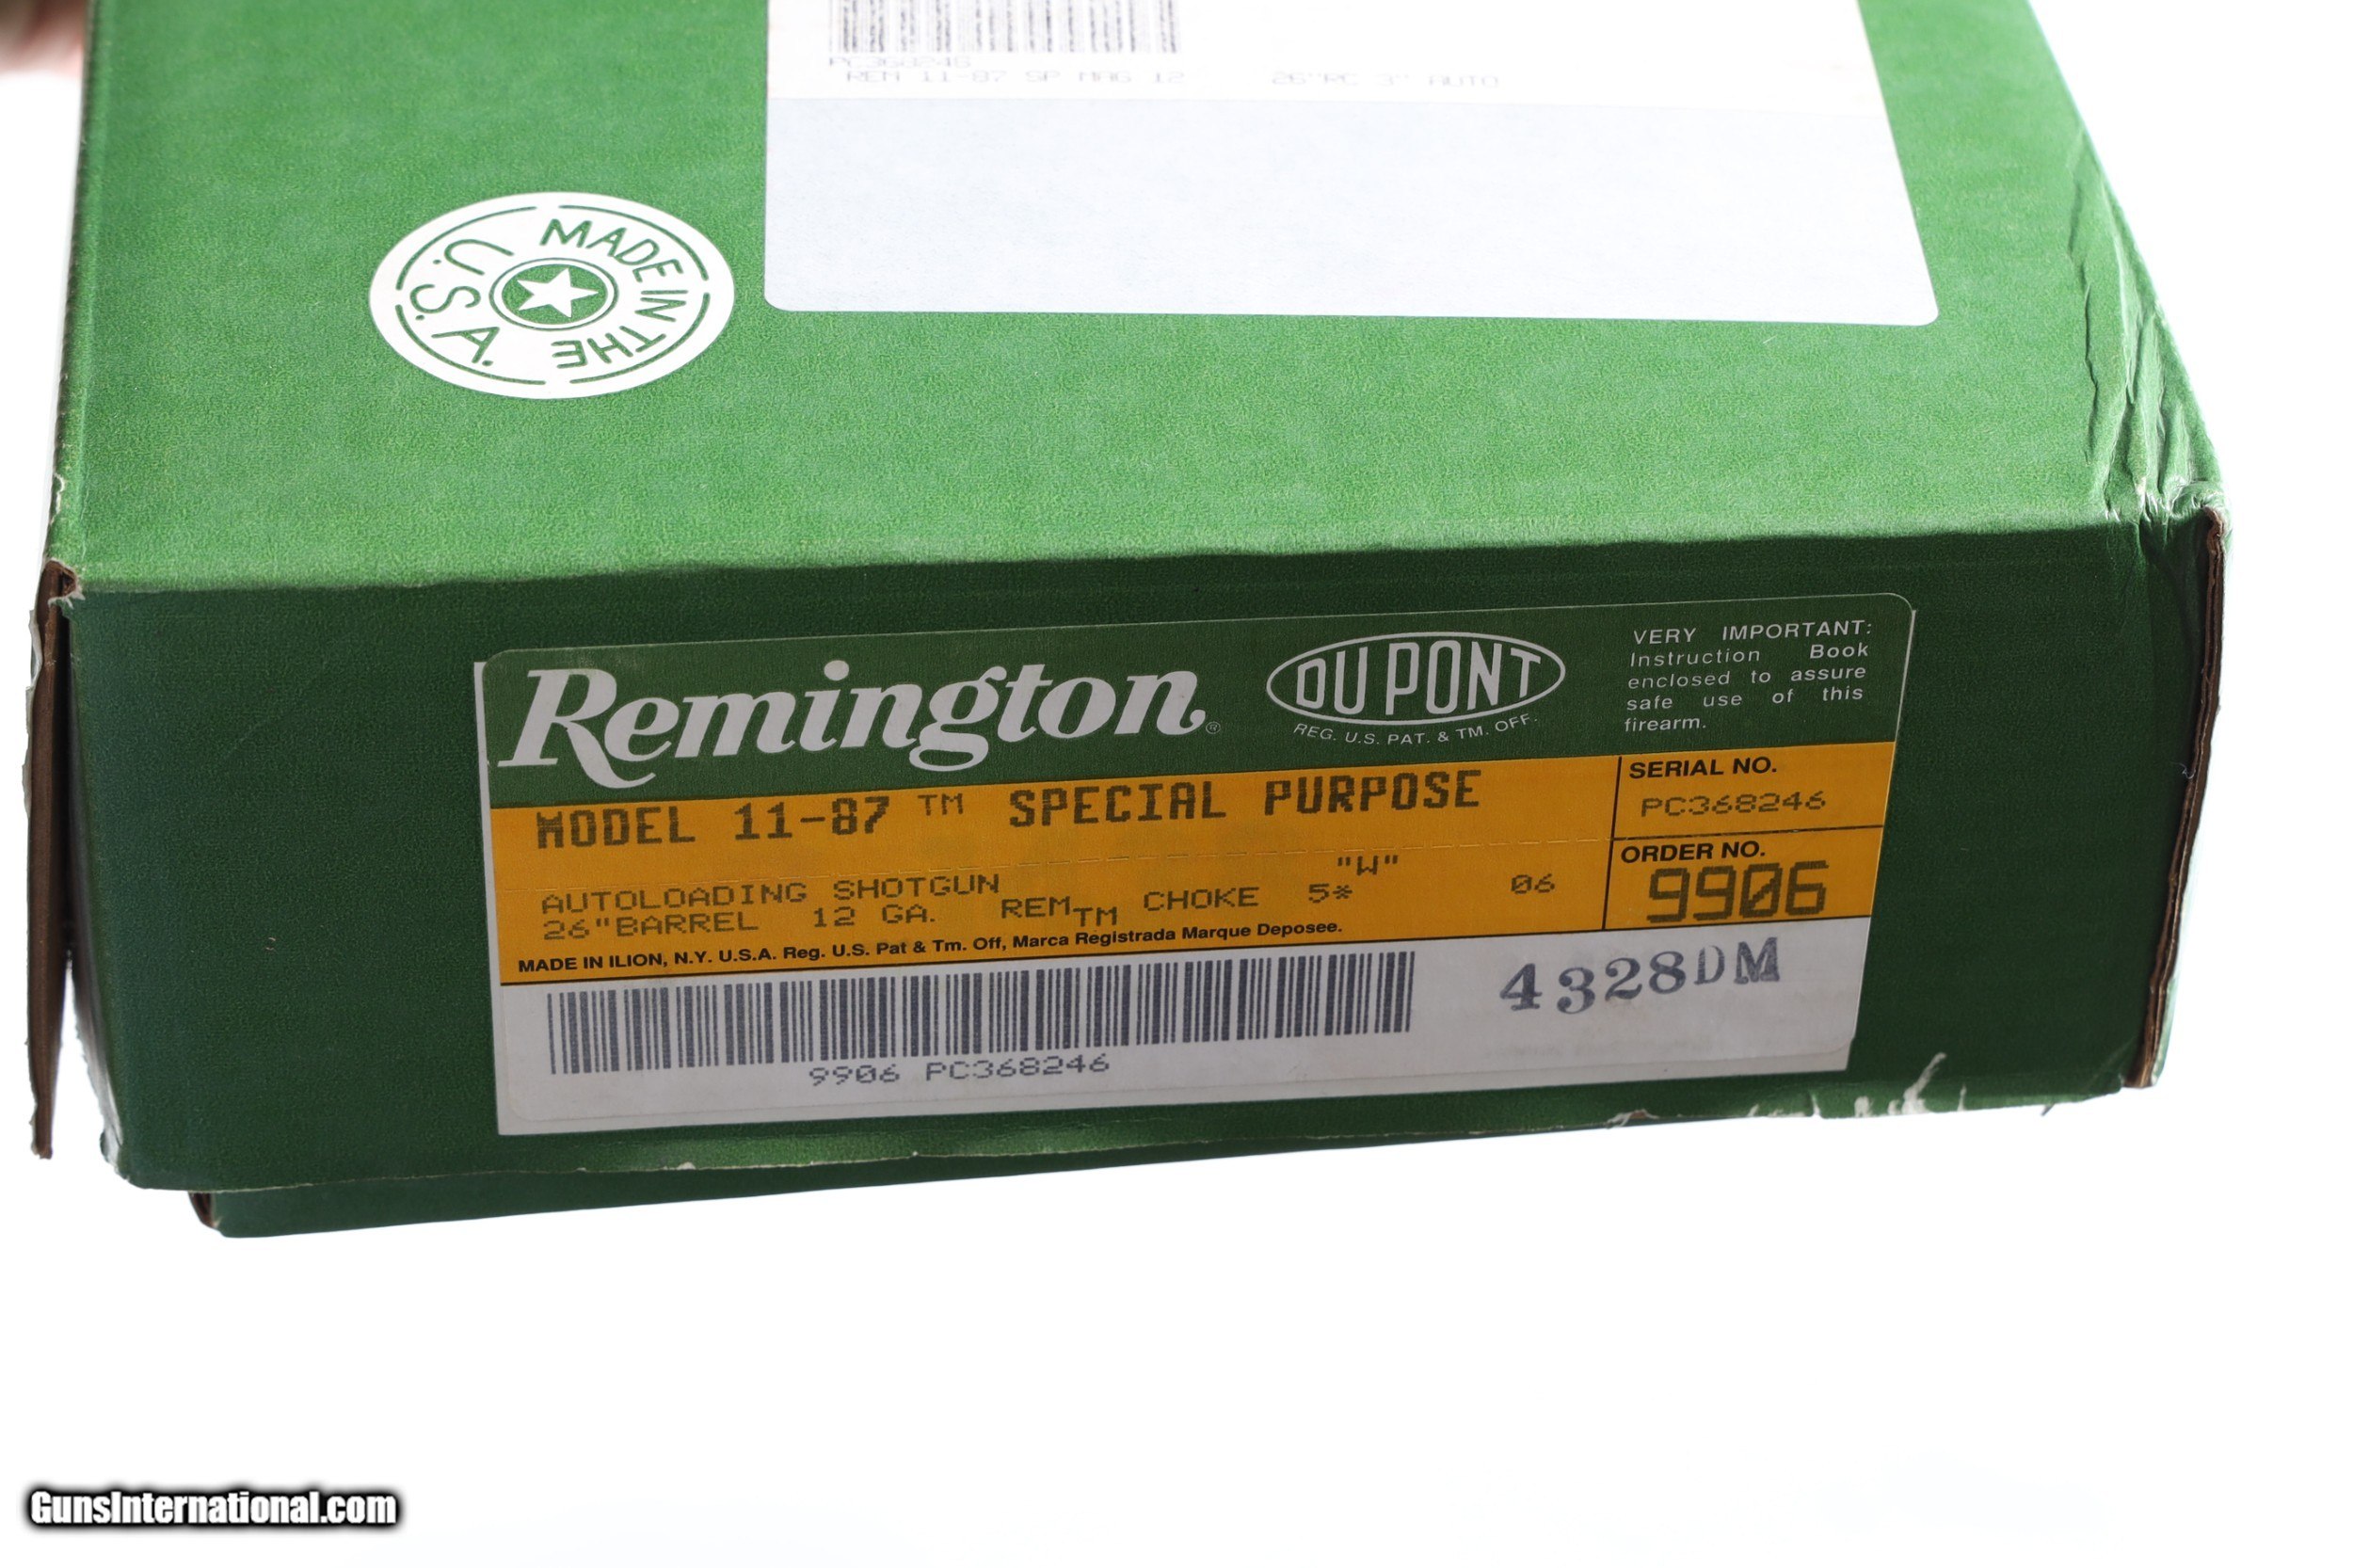 PC368246
REM 11-87 SP MAG 12 26"RC 3" AUTO
MADE IN THE U.S.A.
Remington®
DU PONT
REG. U.S. PAT. & TM. OFF.
VERY IMPORTANT:
Instruction Book
enclosed to assure
safe use of this
firearm.
MODEL 11-87 TM SPECIAL PURPOSE
SERIAL NO.
PC368246
AUTOLOADING SHOTGUN "W"
26"BARREL 12 GA. REM TM CHOKE 5* 06
ORDER NO.
9906
MADE IN ILION, N.Y. U.S.A. Reg. U.S. Pat & Tm. Off, Marca Registrada Marque Deposee.
4328DM
9906 PC368246
GunsInternational.com